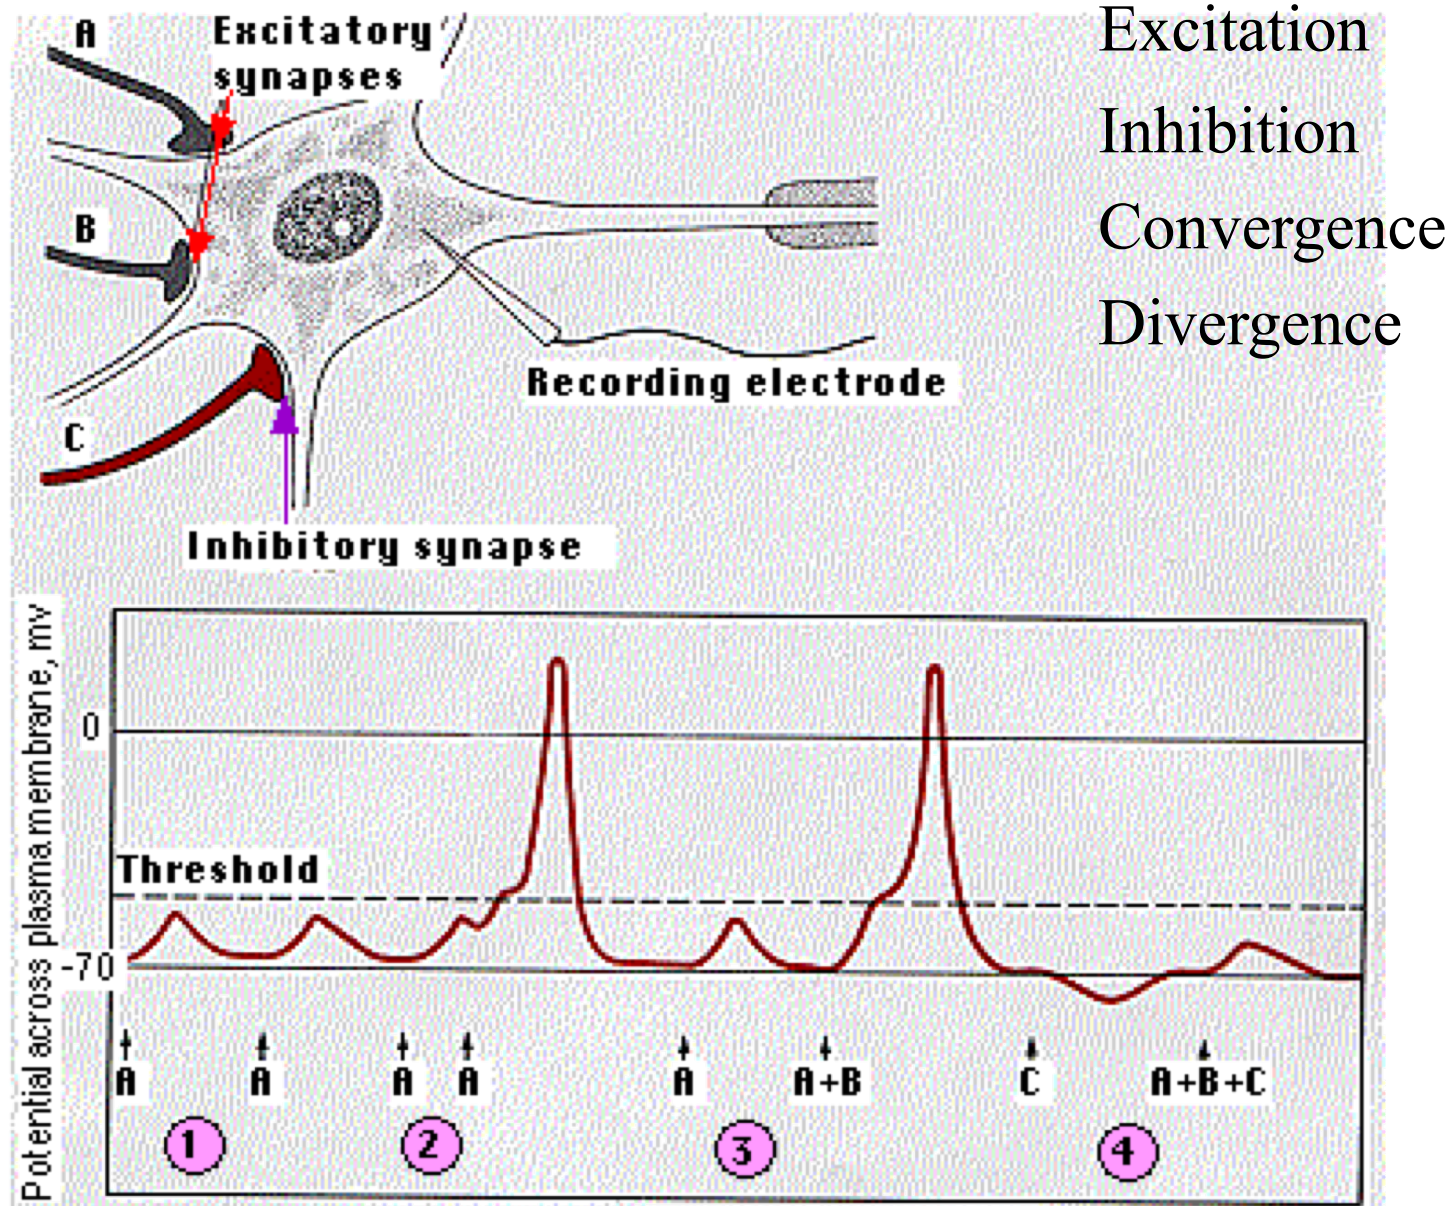 A
Excitatory
synapses
B
C
Recording electrode
Inhibitory synapse
Excitation
Inhibition
Convergence
Divergence
Potential across plasma membrane, mv
0
Threshold
-70
A A A A A A+B C A+B+C
1 2 3 4